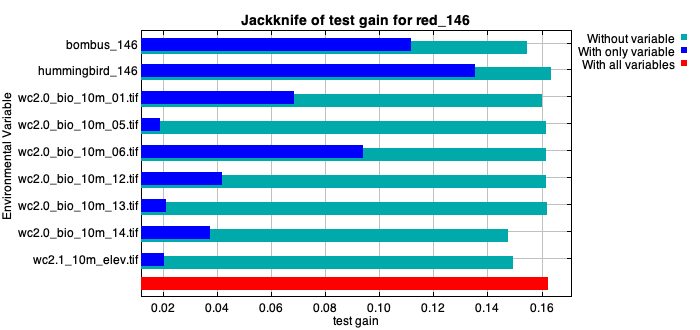 Jackknife of test gain for red_146
Without variable
With only variable
With all variables
Environmental Variable
bombus_146
hummingbird_146
wc2.0_bio_10m_01.tif
wc2.0_bio_10m_05.tif
wc2.0_bio_10m_06.tif
wc2.0_bio_10m_12.tif
wc2.0_bio_10m_13.tif
wc2.0_bio_10m_14.tif
wc2.1_10m_elev.tif
0.02 0.04 0.06 0.08 0.10 0.12 0.14 0.16
test gain